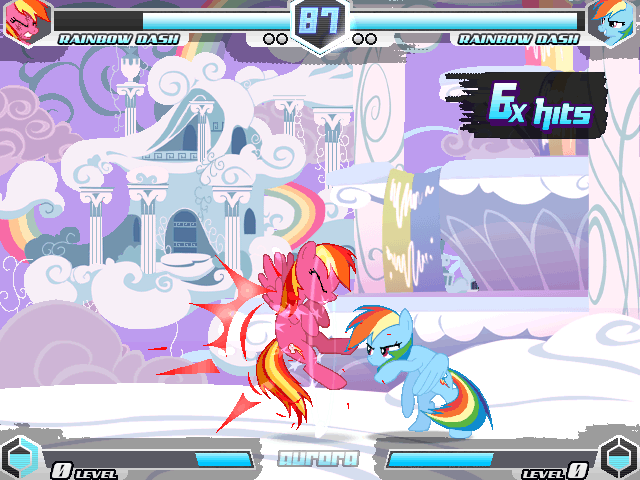 87
RAINBOW DASH
RAINBOW DASH
6x hits
0 LEVEL
aurora
LEVEL 0